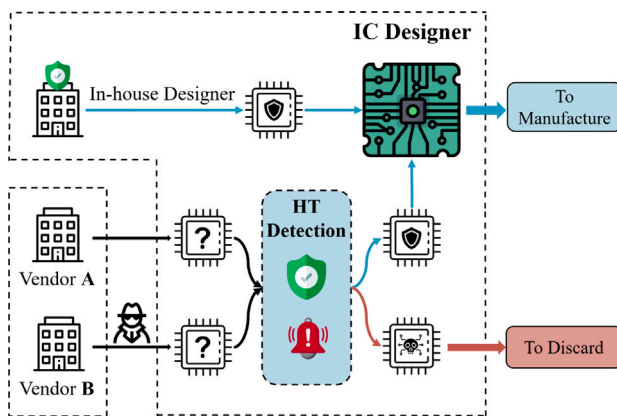 IC Designer
In-house Designer
To
Manufacture
HT
Detection
?
Vendor A
?
Vendor B
To Discard